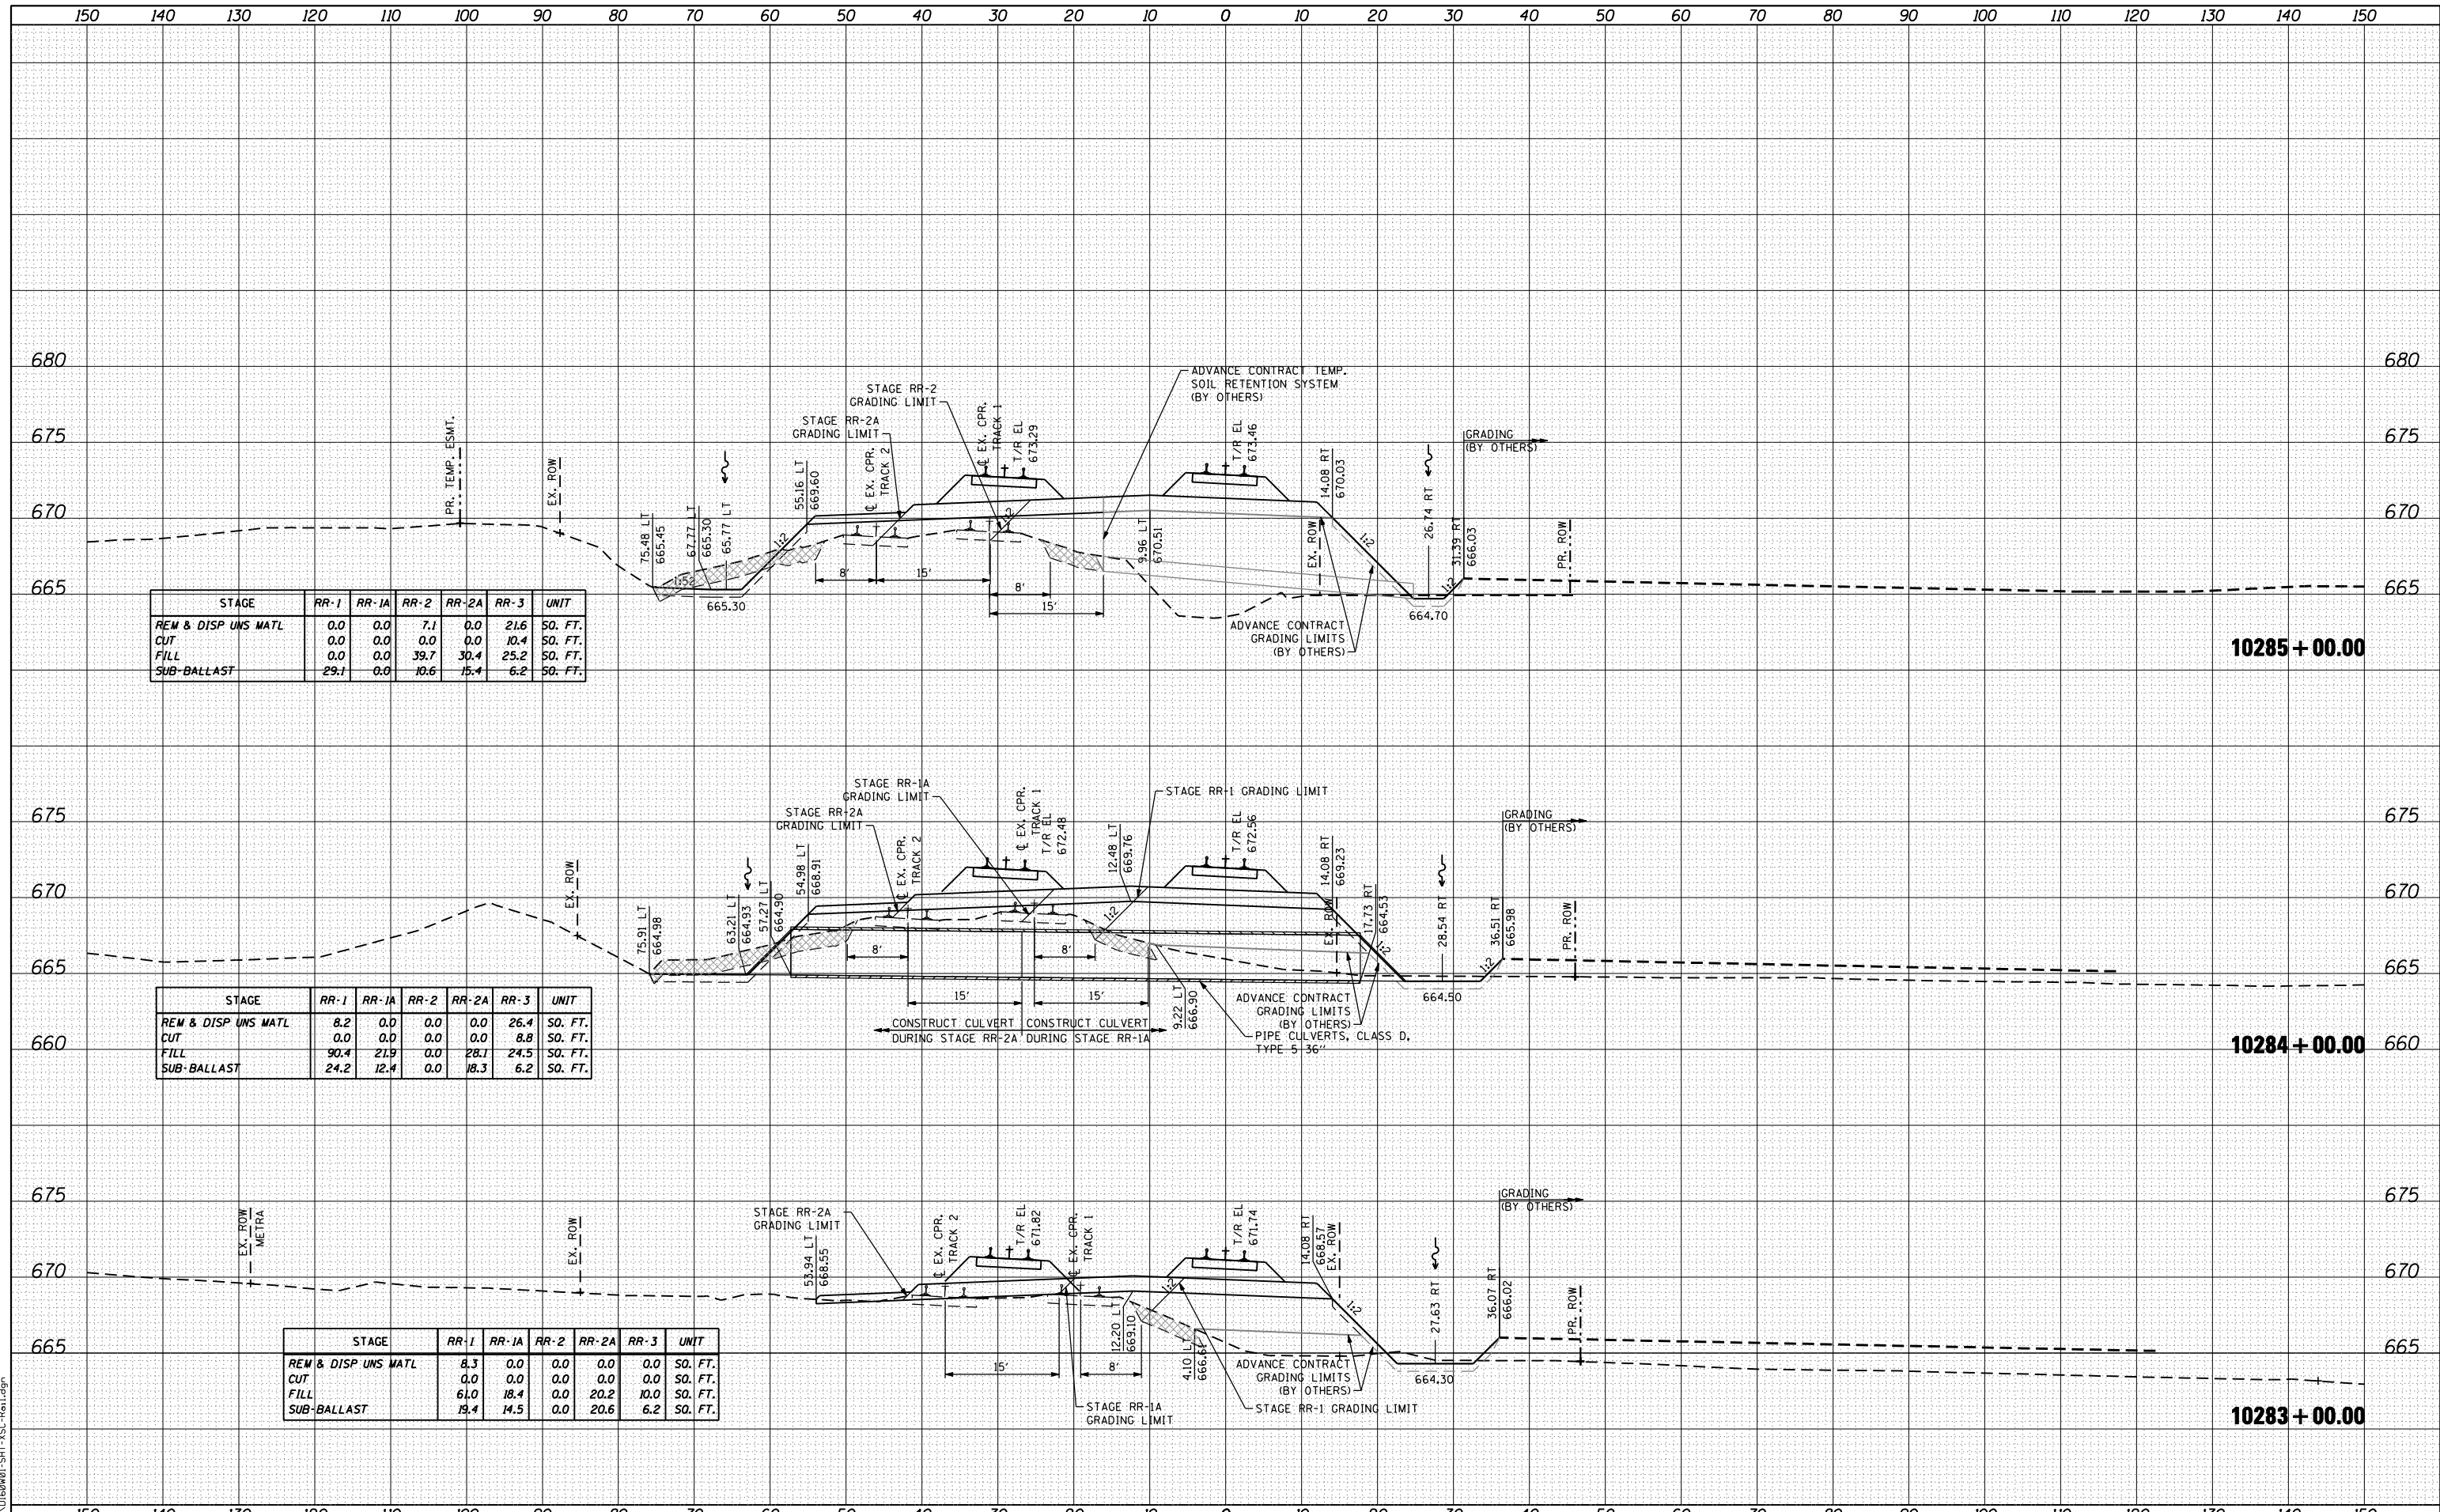 150 140 130 120 110 100 90 80 70 60 50 40 30 20 10 0 10 20 30 40 50 60 70 80 90 100 110 120 130 140 150
680 680
675 675
670 670
665 665
PR. TEMP. ESMT.
EX. ROW
75.48 LT
665.45
67.77 LT
665.30
65.77 LT
55.16 LT
669.60
STAGE RR-2A
GRADING LIMIT
STAGE RR-2
GRADING LIMIT
℄ EX. CPR.
TRACK 2
℄ EX. CPR.
TRACK 1
T/R EL
673.29
ADVANCE CONTRACT TEMP.
SOIL RETENTION SYSTEM
(BY OTHERS)
T/R EL
673.46
9.96 LT
670.51
EX. ROW
14.08 RT
670.03
26.74 RT
31.39 RT
666.03
GRADING
(BY OTHERS)
PR. ROW
1:52
1:2
1:2
1:2
1:2
665.30
8'
15'
8'
15'
664.70
ADVANCE CONTRACT
GRADING LIMITS
(BY OTHERS)
STAGE RR-1 RR-1A RR-2 RR-2A RR-3 UNIT
REM & DISP UNS MATL 0.0 0.0 7.1 0.0 21.6 SQ. FT.
CUT 0.0 0.0 0.0 0.0 10.4 SQ. FT.
FILL 0.0 0.0 39.7 30.4 25.2 SQ. FT.
SUB-BALLAST 29.1 0.0 10.6 15.4 6.2 SQ. FT.
10285+00.00
675 675
670 670
665 665
660 660
EX. ROW
75.91 LT
664.98
63.21 LT
664.93
57.27 LT
664.90
54.98 LT
668.91
STAGE RR-2A
GRADING LIMIT
STAGE RR-1A
GRADING LIMIT
℄ EX. CPR.
TRACK 2
℄ EX. CPR.
TRACK 1
T/R EL
672.48
12.48 LT
669.76
STAGE RR-1 GRADING LIMIT
T/R EL
672.56
EX. ROW
14.08 RT
669.23
17.73 RT
664.53
28.54 RT
36.51 RT
665.98
GRADING
(BY OTHERS)
PR. ROW
1:2
1:2
1:2
8'
8'
15'
15'
9.22 LT
666.90
664.50
CONSTRUCT CULVERT
DURING STAGE RR-2A
CONSTRUCT CULVERT
DURING STAGE RR-1A
ADVANCE CONTRACT
GRADING LIMITS
(BY OTHERS)
PIPE CULVERTS, CLASS D,
TYPE 5 36"
STAGE RR-1 RR-1A RR-2 RR-2A RR-3 UNIT
REM & DISP UNS MATL 8.2 0.0 0.0 0.0 26.4 SQ. FT.
CUT 0.0 0.0 0.0 0.0 8.8 SQ. FT.
FILL 90.4 21.9 0.0 28.1 24.5 SQ. FT.
SUB-BALLAST 24.2 12.4 0.0 18.3 6.2 SQ. FT.
10284+00.00
675 675
670 670
665 665
EX. ROW
METRA
EX. ROW
STAGE RR-2A
GRADING LIMIT
53.94 LT
668.55
℄ EX. CPR.
TRACK 2
T/R EL
671.82
℄ EX. CPR.
TRACK 1
T/R EL
671.74
14.08 RT
668.57
EX. ROW
27.63 RT
36.07 RT
666.02
GRADING
(BY OTHERS)
PR. ROW
1:2
1:2
12.20 LT
669.10
4.10 LT
15'
8'
664.30
ADVANCE CONTRACT
GRADING LIMITS
(BY OTHERS)
STAGE RR-1A
GRADING LIMIT
STAGE RR-1 GRADING LIMIT
STAGE RR-1 RR-1A RR-2 RR-2A RR-3 UNIT
REM & DISP UNS MATL 8.3 0.0 0.0 0.0 0.0 SQ. FT.
CUT 0.0 0.0 0.0 0.0 0.0 SQ. FT.
FILL 61.0 18.4 0.0 20.2 10.0 SQ. FT.
SUB-BALLAST 19.4 14.5 0.0 20.6 6.2 SQ. FT.
10283+00.00